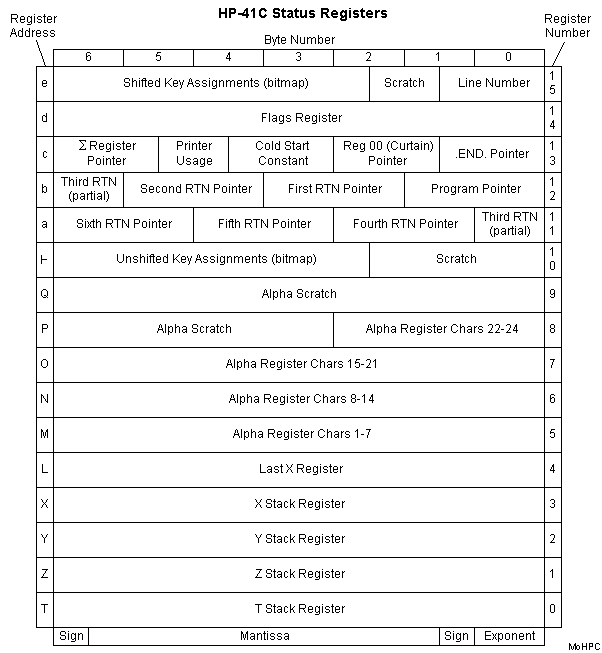 HP-41C Status Registers
Register Address
Register Number
Byte Number
6 5 4 3 2 1 0
e Shifted Key Assignments (bitmap) Scratch Line Number 15
d Flags Register 14
c Σ Register Pointer Printer Usage Cold Start Constant Reg 00 (Curtain) Pointer .END. Pointer 13
b Third RTN (partial) Second RTN Pointer First RTN Pointer Program Pointer 12
a Sixth RTN Pointer Fifth RTN Pointer Fourth RTN Pointer Third RTN (partial) 11
⊢ Unshifted Key Assignments (bitmap) Scratch 10
Q Alpha Scratch 9
P Alpha Scratch Alpha Register Chars 22-24 8
O Alpha Register Chars 15-21 7
N Alpha Register Chars 8-14 6
M Alpha Register Chars 1-7 5
L Last X Register 4
X X Stack Register 3
Y Y Stack Register 2
Z Z Stack Register 1
T T Stack Register 0
Sign Mantissa Sign Exponent
MoHPC